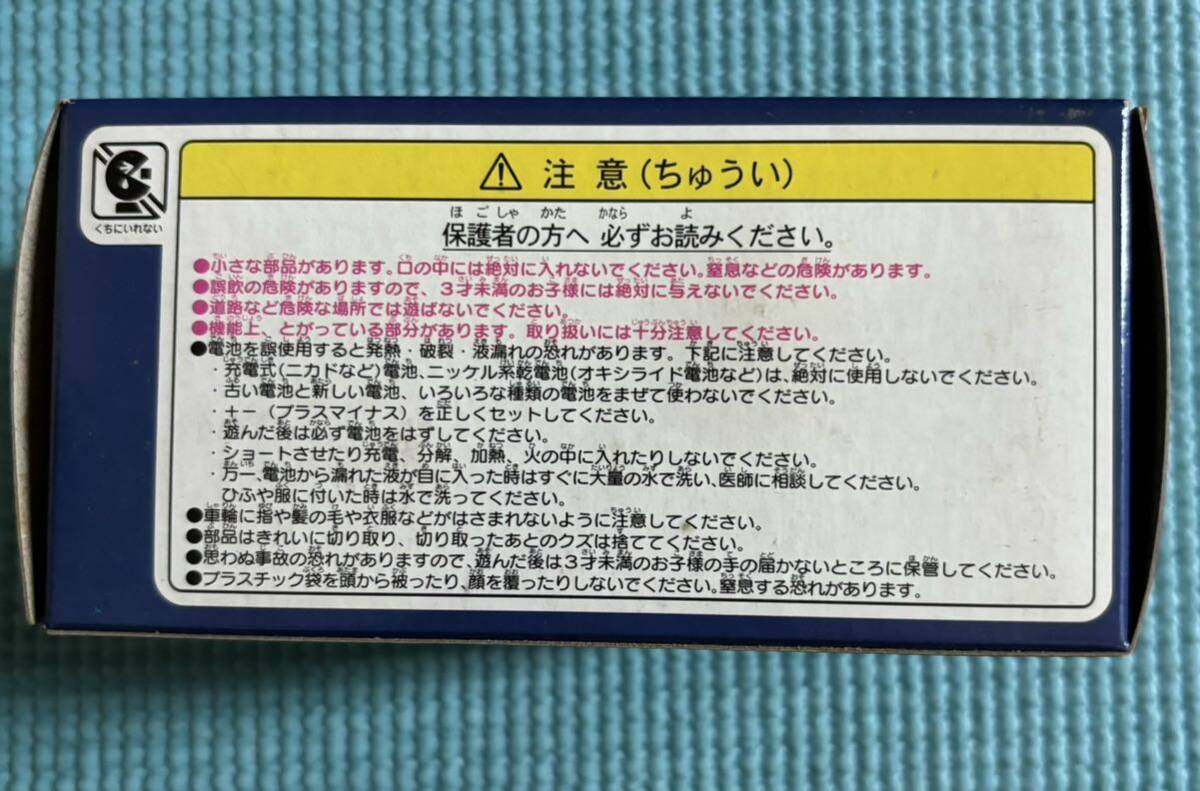 くちにいれない
⚠ 注意(ちゅうい)
保護者の方へ 必ずお読みください。
●小さな部品があります。口の中には絶対に入れないでください。窒息などの危険があります。
●誤飲の危険がありますので、3才未満のお子様には絶対に与えないでください。
●道路など危険な場所では遊ばないでください。
●機能上、とがっている部分があります。取り扱いには十分注意してください。
●電池を誤使用すると発熱・破裂・液漏れの恐れがあります。下記に注意してください。
・充電式(ニカドなど)電池、ニッケル系乾電池(オキシライド電池など)は、絶対に使用しないでください。
・古い電池と新しい電池、いろいろな種類の電池をまぜて使わないでください。
・+-(プラスマイナス)を正しくセットしてください。
・遊んだ後は必ず電池をはずしてください。
・ショートさせたり充電、分解、加熱、火の中に入れたりしないでください。
・万一、電池から漏れた液が目に入った時はすぐに大量の水で洗い、医師に相談してください。
ひふや服に付いた時は水で洗ってください。
●車輪に指や髪の毛や衣服などがはさまれないように注意してください。
●部品はきれいに切り取り、切り取ったあとのクズは捨ててください。
●思わぬ事故の恐れがありますので、遊んだ後は3才未満のお子様の手の届かないところに保管してください。
●プラスチック袋を頭から被ったり、顔を覆ったりしないでください。窒息する恐れがあります。